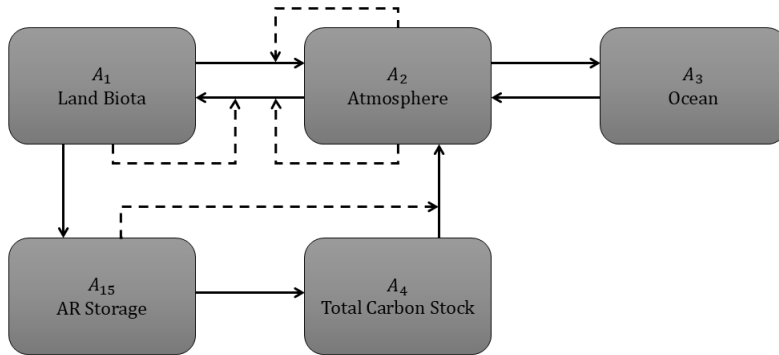 A₁
Land Biota
A₂
Atmosphere
A₃
Ocean
A₁₅
AR Storage
A₄
Total Carbon Stock